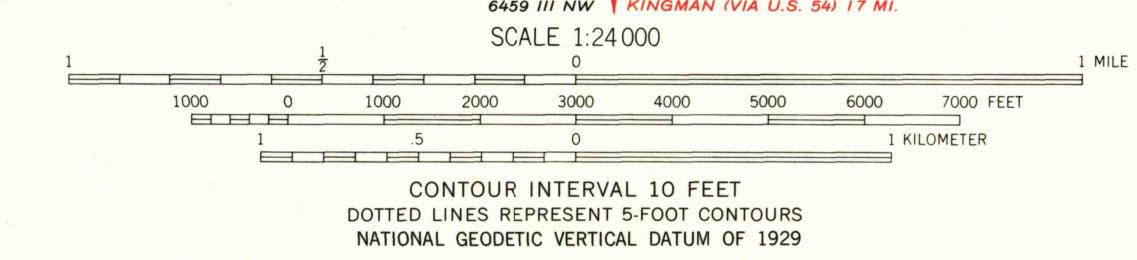 6459 III NW KINGMAN (VIA U.S. 54) 17 MI.
SCALE 1:24 000
1 1/2 0 1 MILE
1000 0 1000 2000 3000 4000 5000 6000 7000 FEET
1 .5 0 1 KILOMETER
CONTOUR INTERVAL 10 FEET
DOTTED LINES REPRESENT 5-FOOT CONTOURS
NATIONAL GEODETIC VERTICAL DATUM OF 1929